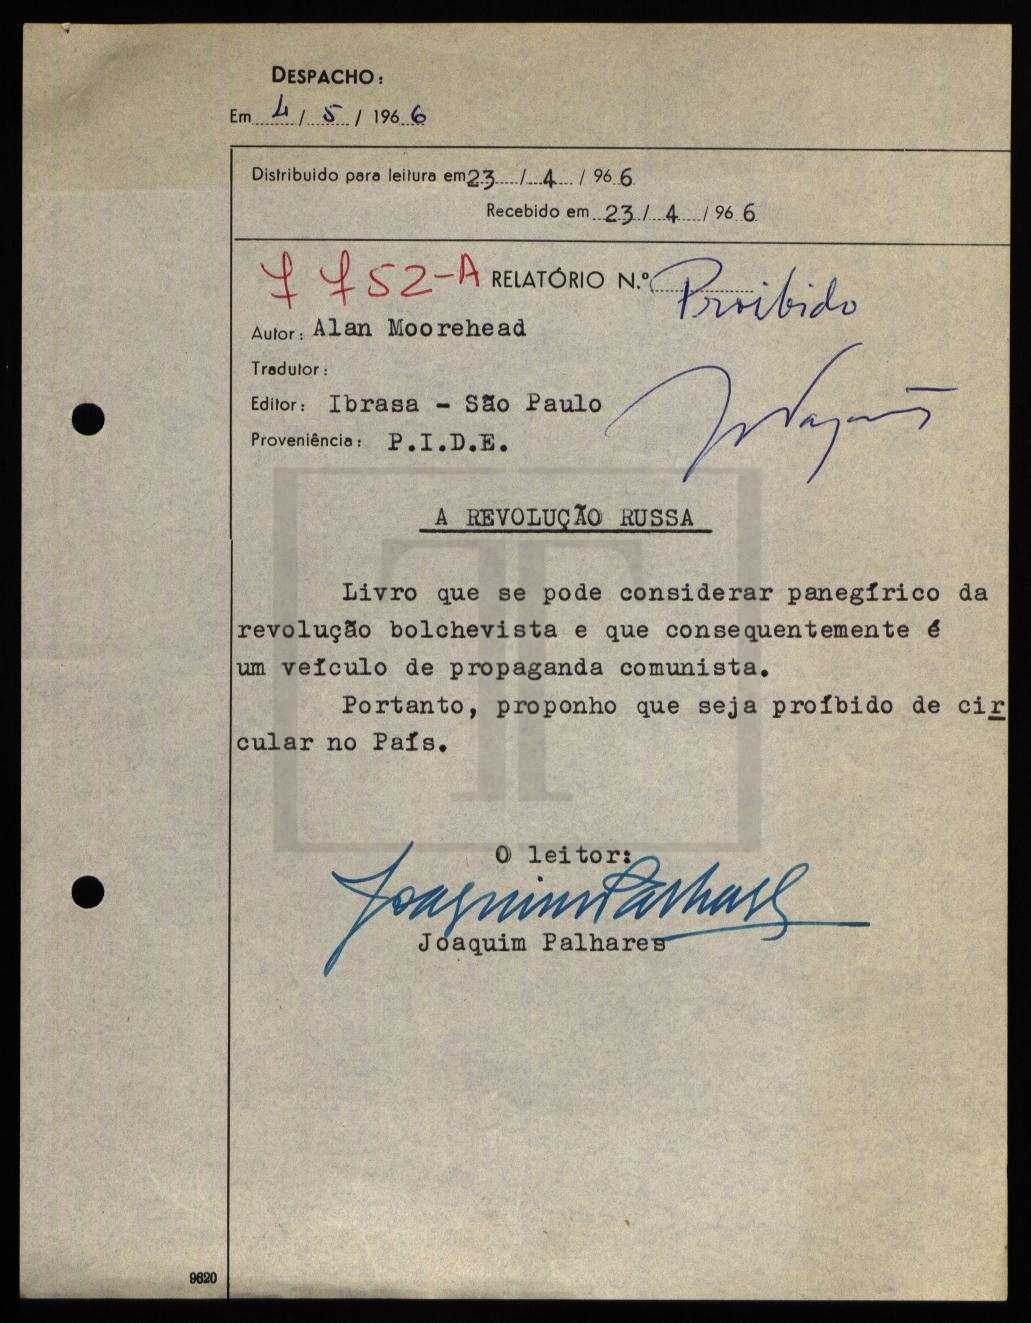 DESPACHO:
Em 4 / 5 / 1966
Distribuido para leitura em 23 / 4 / 966
Recebido em 23 / 4 / 966
7752-A RELATÓRIO N.º Proibido
Autor: Alan Moorehead
Tradutor:
Editor: Ibrasa - São Paulo
Proveniência: P.I.D.E.
A REVOLUÇÃO RUSSA
Livro que se pode considerar panegírico da
revolução bolchevista e que consequentemente é
um veículo de propaganda comunista.
Portanto, proponho que seja proíbido de cir
cular no País.
O leitor:
Joaquim Palhares
Joaquim Palhares
9620